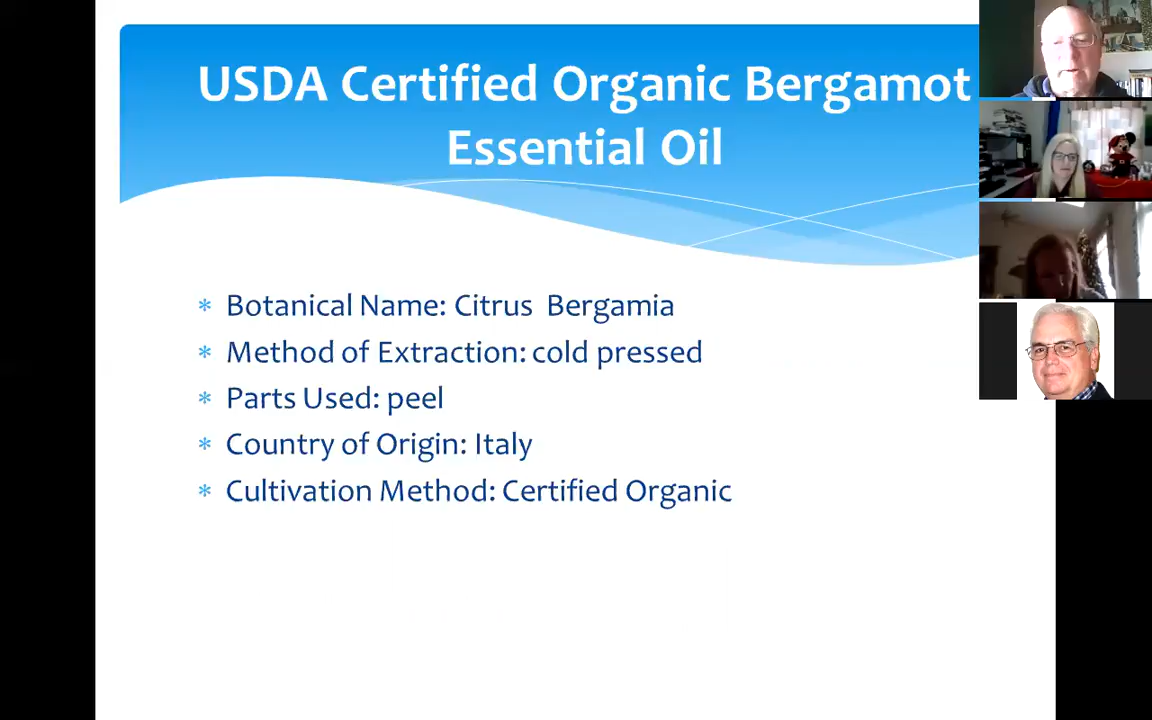 USDA Certified Organic Bergamot
Essential Oil
* Botanical Name: Citrus Bergamia
* Method of Extraction: cold pressed
* Parts Used: peel
* Country of Origin: Italy
* Cultivation Method: Certified Organic